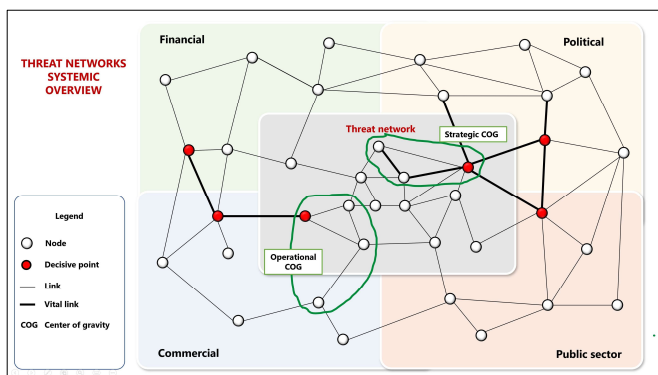 THREAT NETWORKS
SYSTEMIC
OVERVIEW
Financial
Political
Threat network
Strategic COG
Operational
COG
Commercial
Public sector
Legend
Node
Decisive point
Link
Vital link
COG Center of gravity